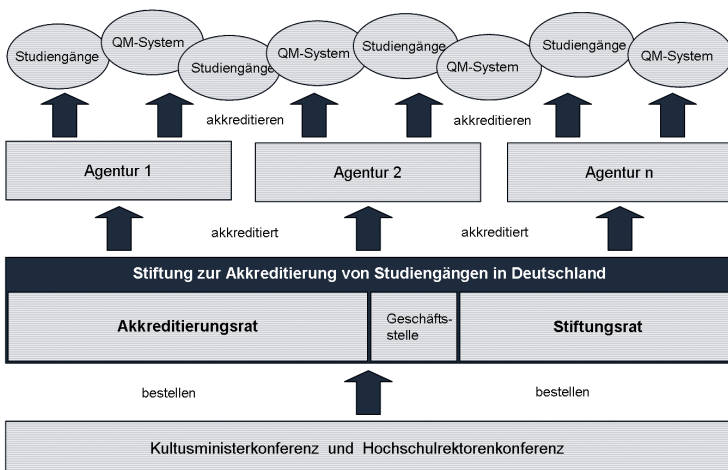 Studiengänge
QM-System
Studiengänge
QM-System
Studiengänge
QM-System
Studiengänge
QM-System
akkreditieren
akkreditieren
Agentur 1
Agentur 2
Agentur n
akkreditiert
akkreditiert
Stiftung zur Akkreditierung von Studiengängen in Deutschland
Akkreditierungsrat
Geschäfts-
stelle
Stiftungsrat
bestellen
bestellen
Kultusministerkonferenz und Hochschulrektorenkonferenz